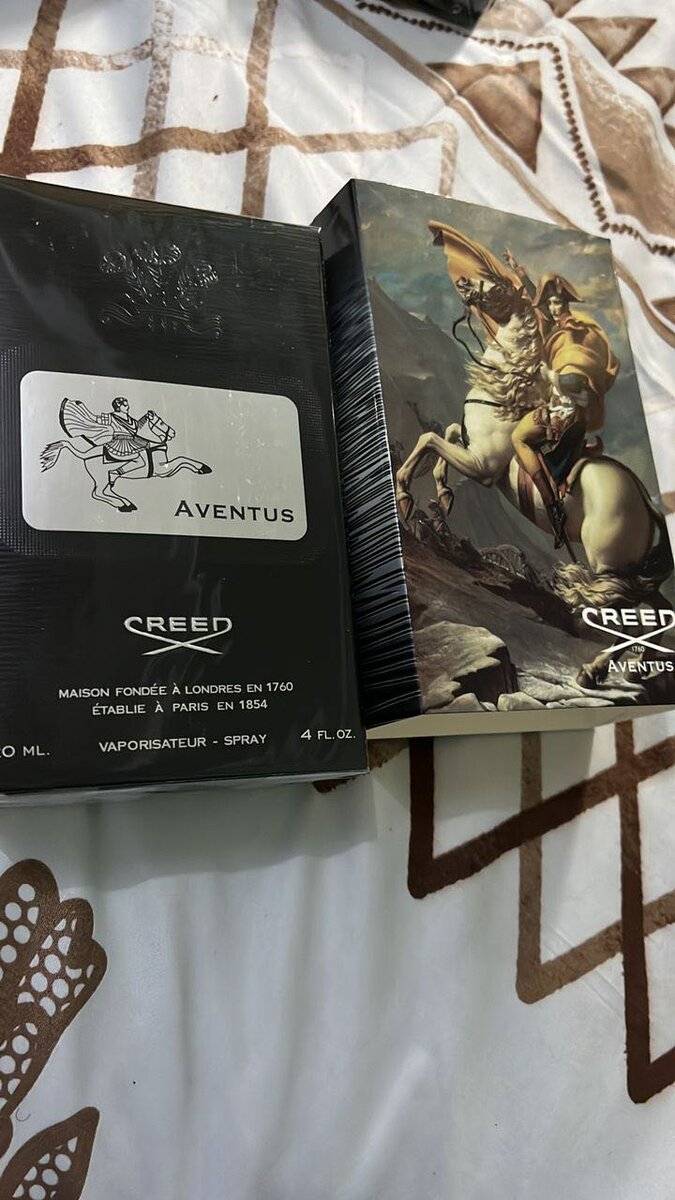 AVENTUS
CREED
MAISON FONDÉE À LONDRES EN 1760
ÉTABLIE À PARIS EN 1854
VAPORISATEUR - SPRAY
4 FL. OZ.
ML.
CREED
1760
AVENTUS